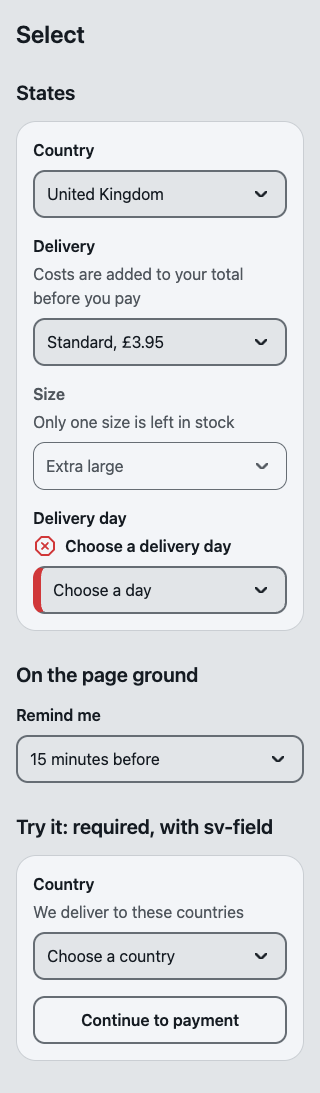 Select
States
Country
United Kingdom
Delivery
Costs are added to your total
before you pay
Standard, £3.95
Size
Only one size is left in stock
Extra large
Delivery day
Choose a delivery day
Choose a day
On the page ground
Remind me
15 minutes before
Try it: required, with sv-field
Country
We deliver to these countries
Choose a country
Continue to payment